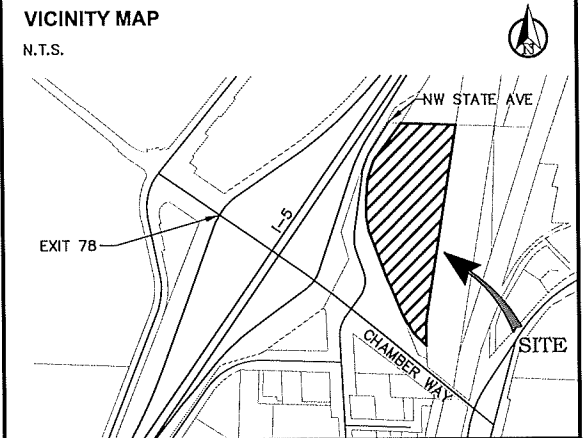 VICINITY MAP
N.T.S.
N
NW STATE AVE
I-5
EXIT 78
CHAMBER WAY
SITE